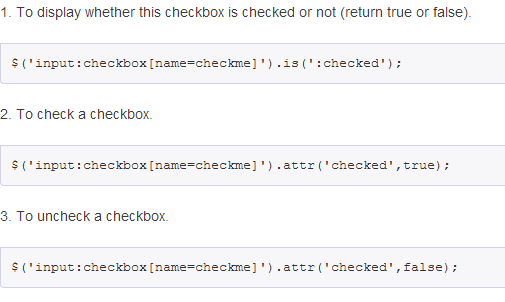 1. To display whether this checkbox is checked or not (return true or false).
$('input:checkbox[name=checkme]').is(':checked');
2. To check a checkbox.
$('input:checkbox[name=checkme]').attr('checked',true);
3. To uncheck a checkbox.
$('input:checkbox[name=checkme]').attr('checked',false);